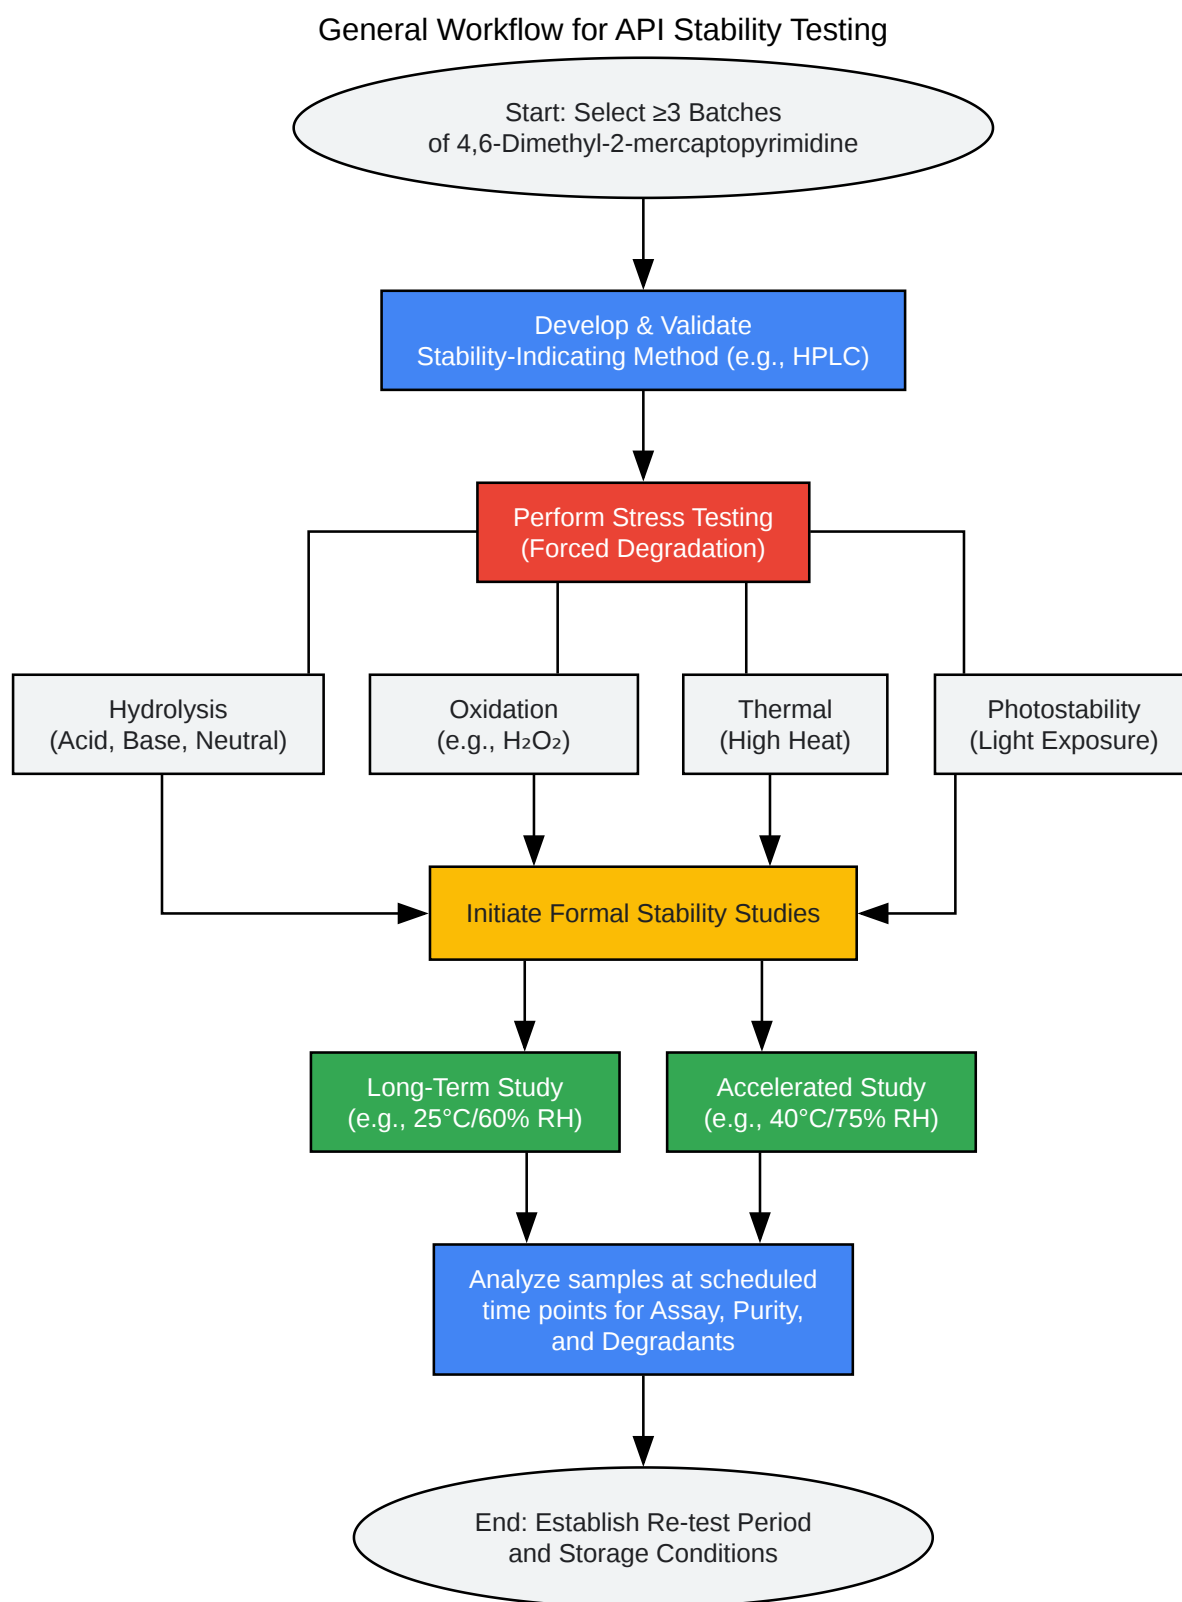 General Workflow for API Stability Testing
Start: Select ≥3 Batches
of 4,6-Dimethyl-2-mercaptopyrimidine
Develop & Validate
Stability-Indicating Method (e.g., HPLC)
Perform Stress Testing
(Forced Degradation)
Hydrolysis
(Acid, Base, Neutral)
Oxidation
(e.g., H₂O₂)
Thermal
(High Heat)
Photostability
(Light Exposure)
Initiate Formal Stability Studies
Long-Term Study
(e.g., 25°C/60% RH)
Accelerated Study
(e.g., 40°C/75% RH)
Analyze samples at scheduled
time points for Assay, Purity,
and Degradants
End: Establish Re-test Period
and Storage Conditions